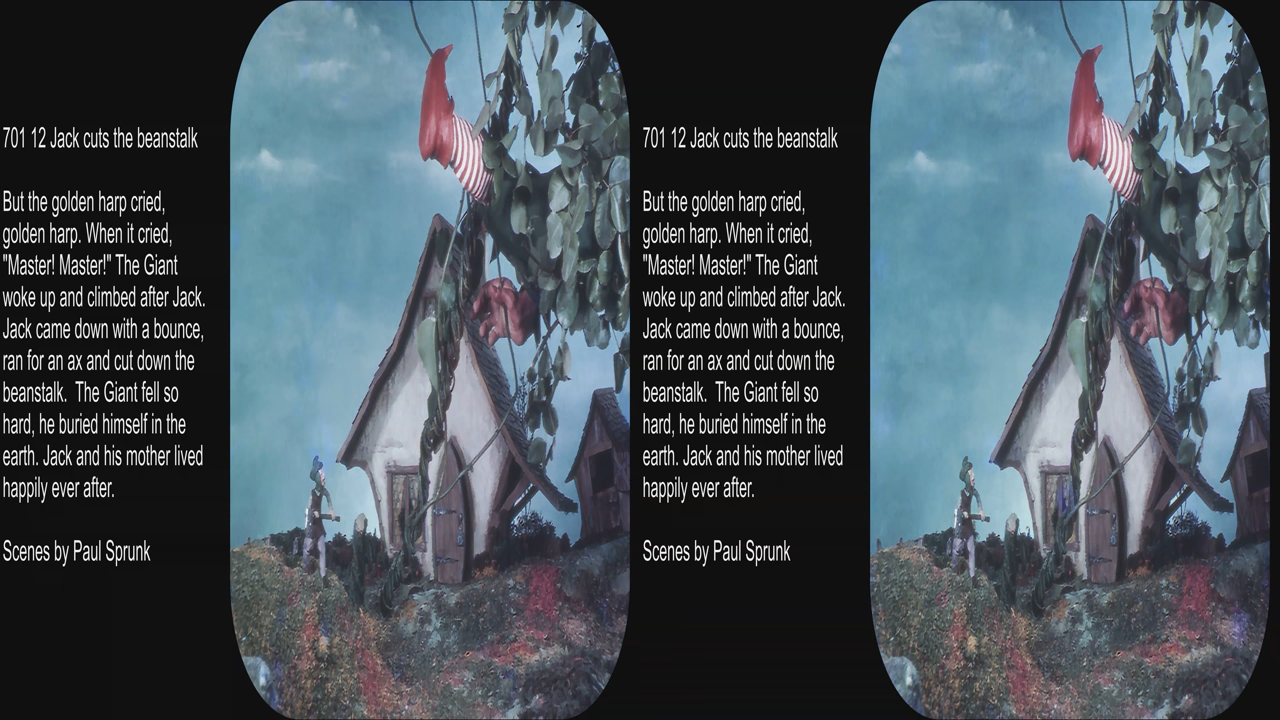 701 12 Jack cuts the beanstalk
But the golden harp cried,
golden harp. When it cried,
"Master! Master!" The Giant
woke up and climbed after Jack.
Jack came down with a bounce,
ran for an ax and cut down the
beanstalk.  The Giant fell so
hard, he buried himself in the
earth. Jack and his mother lived
happily ever after.
Scenes by Paul Sprunk
701 12 Jack cuts the beanstalk
But the golden harp cried,
golden harp. When it cried,
"Master! Master!" The Giant
woke up and climbed after Jack.
Jack came down with a bounce,
ran for an ax and cut down the
beanstalk.  The Giant fell so
hard, he buried himself in the
earth. Jack and his mother lived
happily ever after.
Scenes by Paul Sprunk